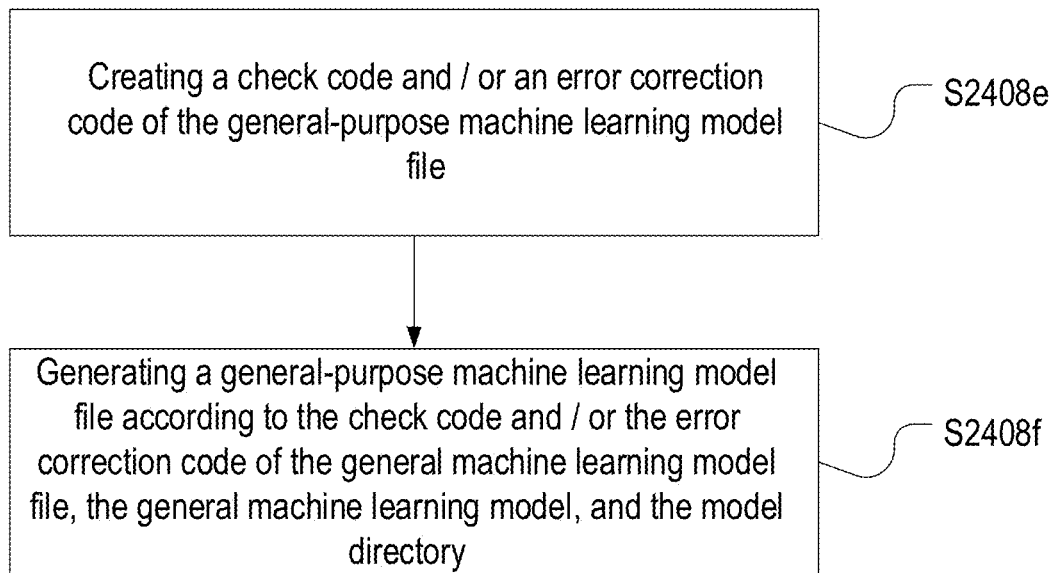 Creating a check code and / or an error correction
code of the general-purpose machine learning model
file
S2408e
Generating a general-purpose machine learning model
file according to the check code and / or the error
correction code of the general machine learning model
file, the general machine learning model, and the model
directory
S2408f